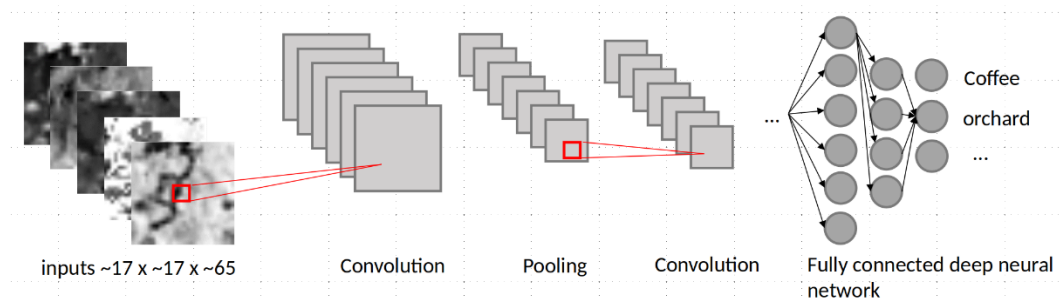 ...
Coffee
orchard
...
inputs ~17 x ~17 x ~65
Convolution
Pooling
Convolution
Fully connected deep neural
network